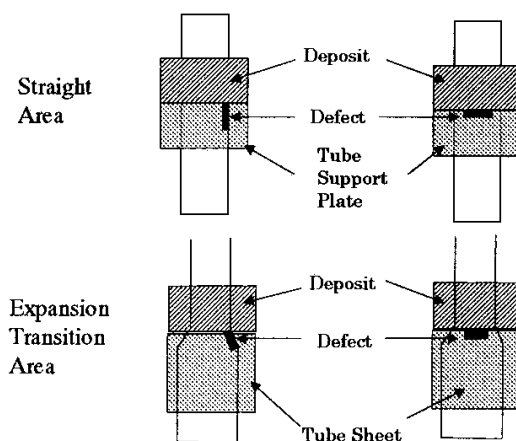 Straight
Area
Deposit
Defect
Tube
Support
Plate
Expansion
Transition
Area
Deposit
Defect
Tube Sheet